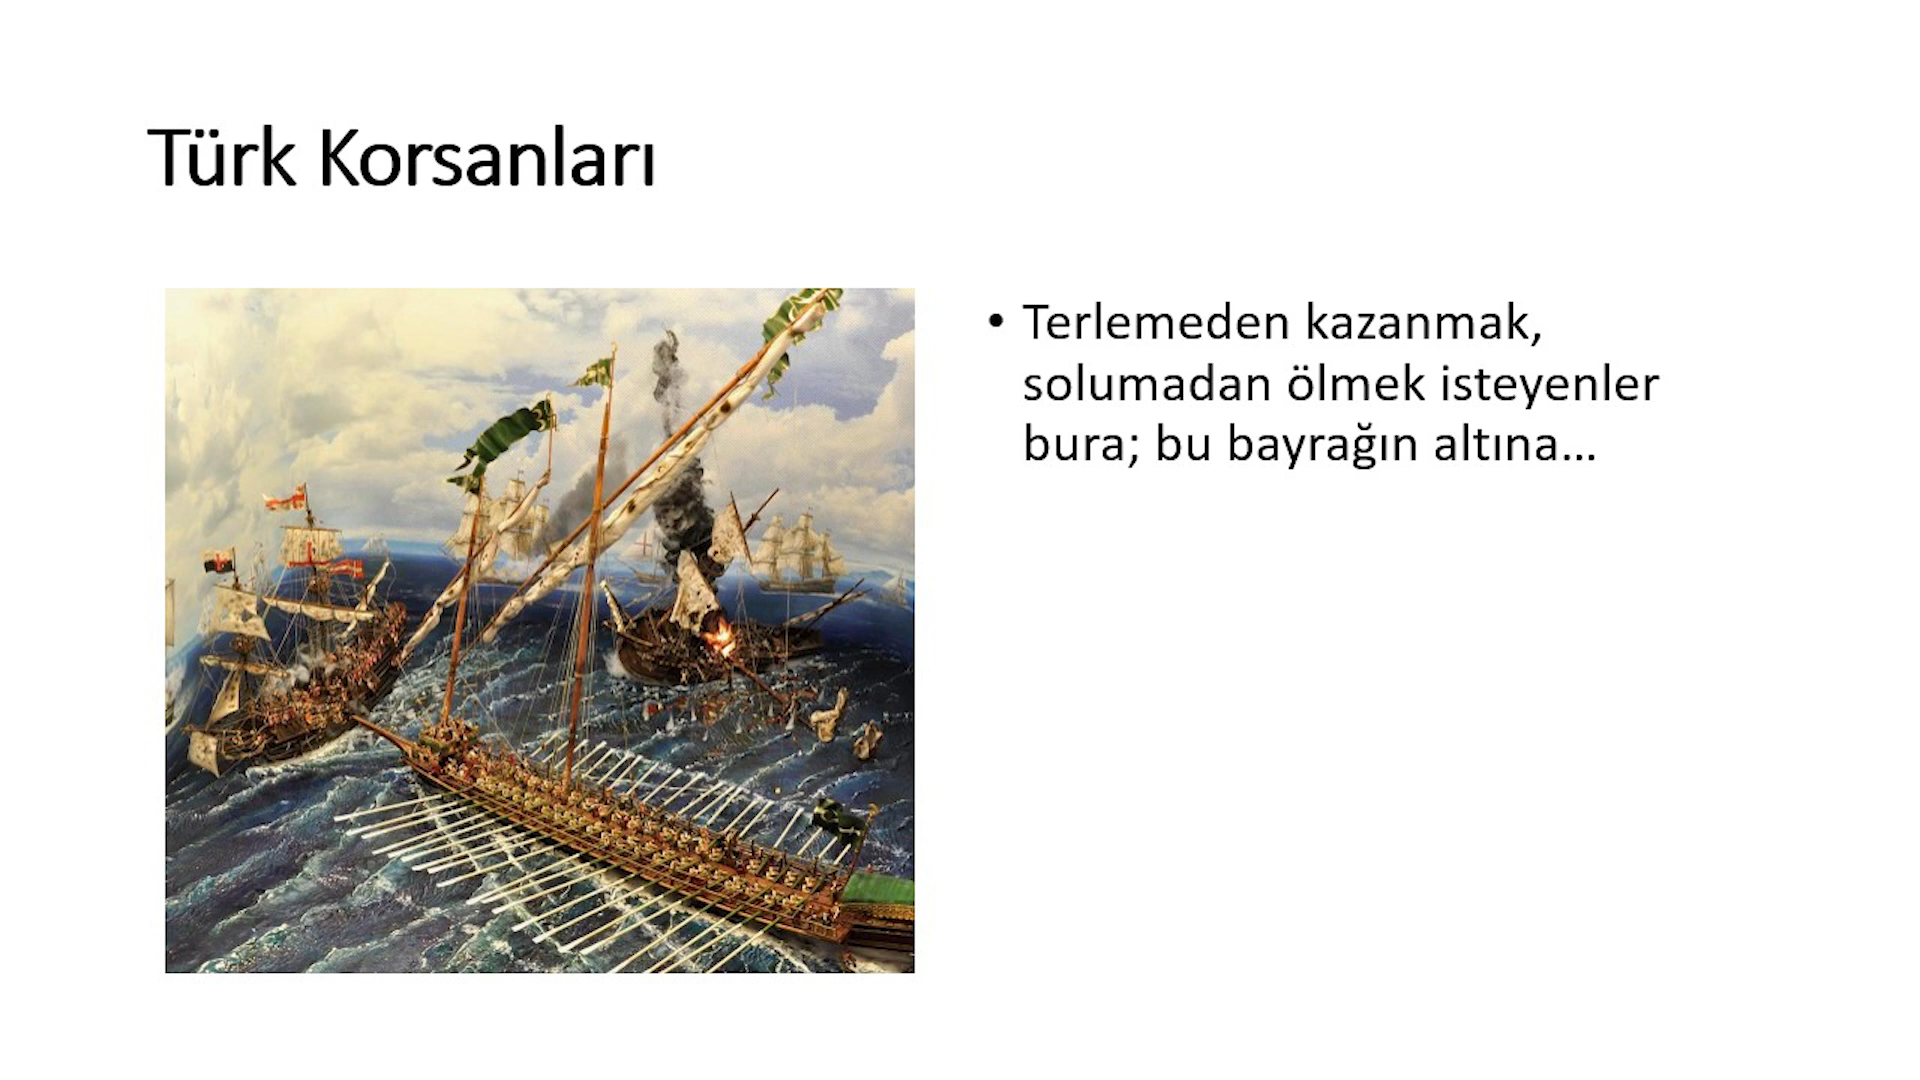 Türk Korsanları
• Terlemeden kazanmak,
solumadan ölmek isteyenler
bura; bu bayrağın altına...